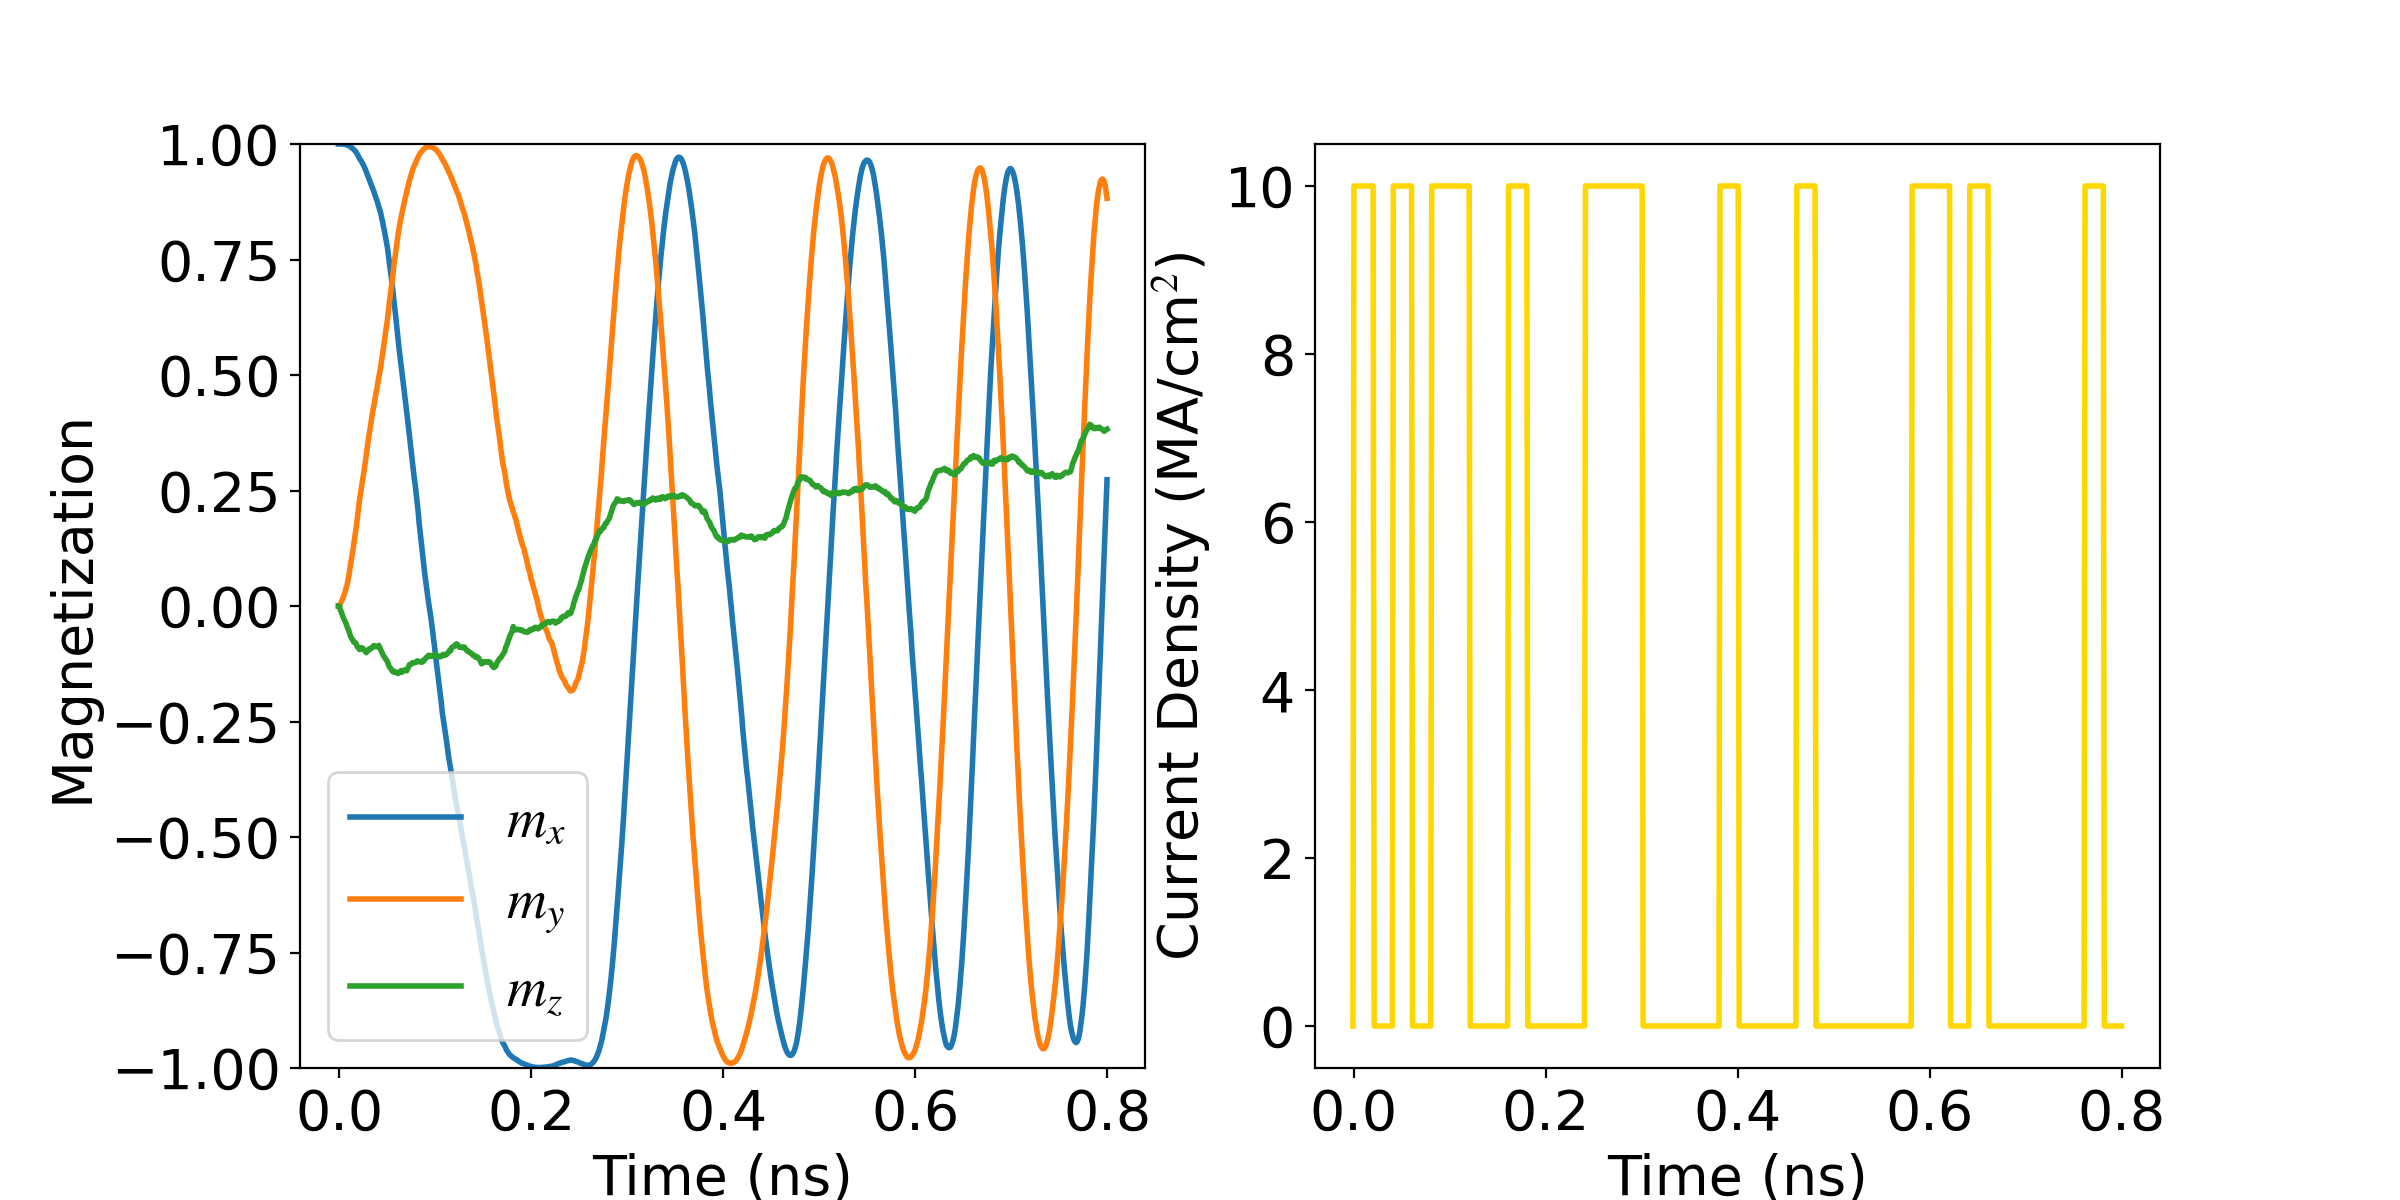 Magnetization
1.00
0.75
0.50
0.25
0.00
−0.25
−0.50
−0.75
−1.00
m_x
m_y
m_z
0.0 0.2 0.4 0.6 0.8
Time (ns)
Current Density (MA/cm²)
10
8
6
4
2
0
0.0 0.2 0.4 0.6 0.8
Time (ns)